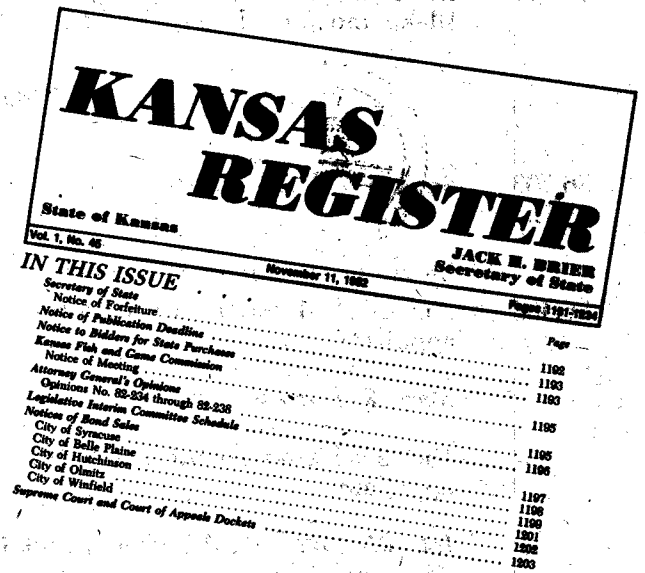 KANSAS
REGISTER
State of Kansas
JACK H. BRIER
Secretary of State
Vol. 1, No. 45 November 11, 1982 Pages 1191-1234
IN THIS ISSUE
Page
Secretary of State
Notice of Forfeiture 1192
Notice of Publication Deadline 1193
Notice to Bidders for State Purchases 1193
Kansas Fish and Game Commission
Notice of Meeting 1195
Attorney General's Opinions
Opinions No. 82-234 through 82-238 1195
Legislative Interim Committee Schedule 1196
Notices of Bond Sales
City of Syracuse 1197
City of Belle Plaine 1198
City of Hutchinson 1199
City of Olmitz 1201
City of Winfield 1202
Supreme Court and Court of Appeals Dockets 1203